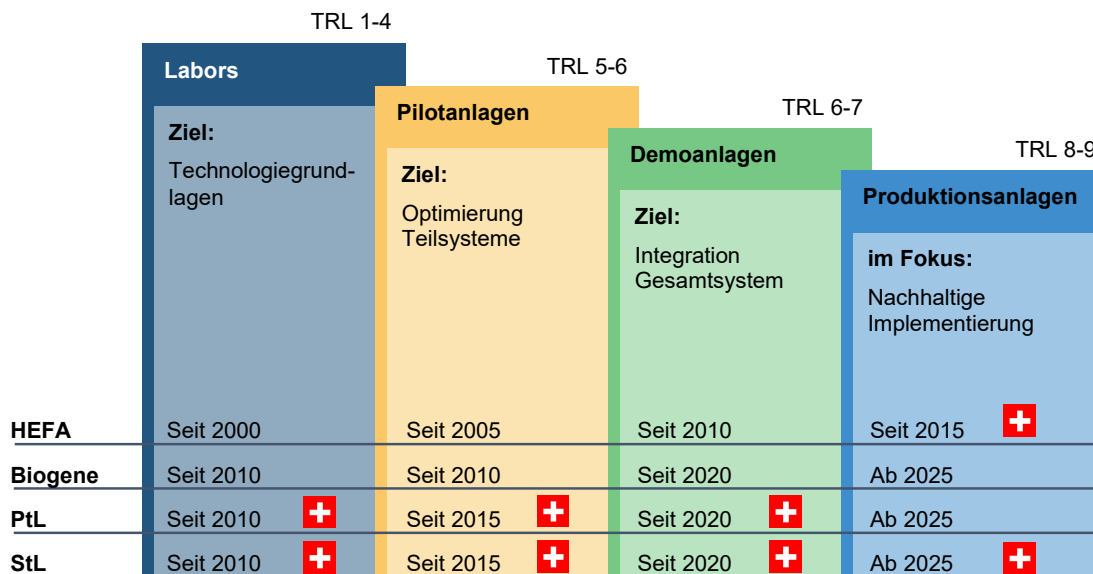 TRL 1-4
Labors
Ziel:
Technologiegrund-
lagen
TRL 5-6
Pilotanlagen
Ziel:
Optimierung
Teilsysteme
TRL 6-7
Demoanlagen
Ziel:
Integration
Gesamtsystem
TRL 8-9
Produktionsanlagen
im Fokus:
Nachhaltige
Implementierung
HEFA Seit 2000 Seit 2005 Seit 2010 Seit 2015
Biogene Seit 2010 Seit 2010 Seit 2020 Ab 2025
PtL Seit 2010 Seit 2015 Seit 2020 Ab 2025
StL Seit 2010 Seit 2015 Seit 2020 Ab 2025